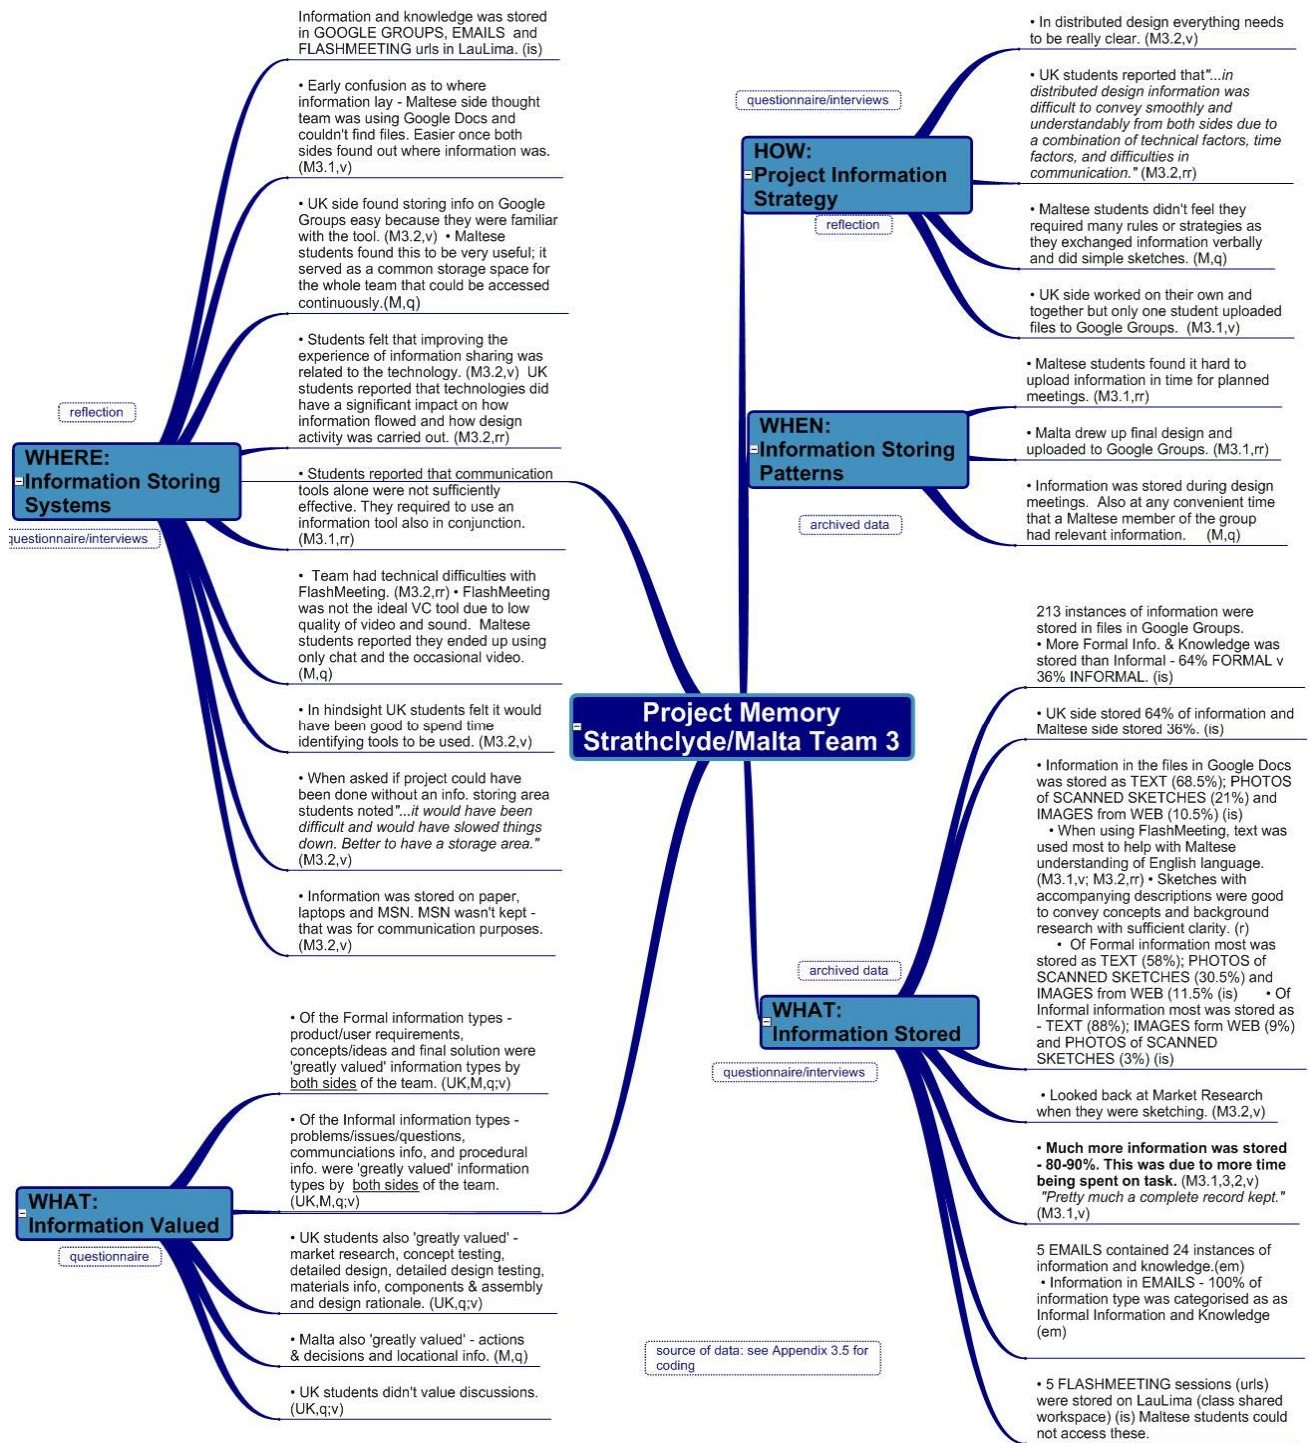 Information and knowledge was stored
in GOOGLE GROUPS, EMAILS and
FLASHMEETING urls in LauLima. (is)
• Early confusion as to where
information lay - Maltese side thought
team was using Google Docs and
couldn't find files. Easier once both
sides found out where information was.
(M3.1,v)
• UK side found storing info on Google
Groups easy because they were familiar
with the tool. (M3.2,v) • Maltese
students found this to be very useful; it
served as a common storage space for
the whole team that could be accessed
continuously.(M,q)
• Students felt that improving the
experience of information sharing was
related to the technology. (M3.2,v) UK
students reported that technologies did
have a significant impact on how
information flowed and how design
activity was carried out. (M3.2,rr)
reflection
WHERE:
Information Storing
Systems
questionnaire/interviews
• Students reported that communication
tools alone were not sufficiently
effective. They required to use an
information tool also in conjunction.
(M3.1,rr)
• Team had technical difficulties with
FlashMeeting. (M3.2,rr) • FlashMeeting
was not the ideal VC tool due to low
quality of video and sound. Maltese
students reported they ended up using
only chat and the occasional video.
(M,q)
• In hindsight UK students felt it would
have been good to spend time
identifying tools to be used. (M3.2,v)
• When asked if project could have
been done without an info. storing area
students noted"...it would have been
difficult and would have slowed things
down. Better to have a storage area."
(M3.2,v)
• Information was stored on paper,
laptops and MSN. MSN wasn't kept -
that was for communication purposes.
(M3.2,v)
• Of the Formal information types -
product/user requirements,
concepts/ideas and final solution were
'greatly valued' information types by
both sides of the team. (UK,M,q;v)
• Of the Informal information types -
problems/issues/questions,
communciations info, and procedural
info. were 'greatly valued' information
types by both sides of the team.
(UK,M,q;v)
WHAT:
Information Valued
questionnaire
• UK students also 'greatly valued' -
market research, concept testing,
detailed design, detailed design testing,
materials info, components & assembly
and design rationale. (UK,q;v)
• Malta also 'greatly valued' - actions
& decisions and locational info. (M,q)
• UK students didn't value discussions.
(UK,q;v)
Project Memory
Strathclyde/Malta Team 3
• In distributed design everything needs
to be really clear. (M3.2,v)
• UK students reported that"...in
distributed design information was
difficult to convey smoothly and
understandably from both sides due to
a combination of technical factors, time
factors, and difficulties in
communication." (M3.2,rr)
questionnaire/interviews
HOW:
Project Information
Strategy
reflection
• Maltese students didn't feel they
required many rules or strategies as
they exchanged information verbally
and did simple sketches. (M,q)
• UK side worked on their own and
together but only one student uploaded
files to Google Groups. (M3.1,v)
• Maltese students found it hard to
upload information in time for planned
meetings. (M3.1,rr)
WHEN:
Information Storing
Patterns
archived data
• Malta drew up final design and
uploaded to Google Groups. (M3.1,rr)
• Information was stored during design
meetings. Also at any convenient time
that a Maltese member of the group
had relevant information. (M,q)
213 instances of information were
stored in files in Google Groups.
• More Formal Info. & Knowledge was
stored than Informal - 64% FORMAL v
36% INFORMAL. (is)
• UK side stored 64% of information and
Maltese side stored 36%. (is)
• Information in the files in Google Docs
was stored as TEXT (68.5%); PHOTOS
of SCANNED SKETCHES (21%) and
IMAGES from WEB (10.5%) (is)
• When using FlashMeeting, text was
used most to help with Maltese
understanding of English language.
(M3.1,v; M3.2,rr) • Sketches with
accompanying descriptions were good
to convey concepts and background
research with sufficient clarity. (r)
• Of Formal information most was
stored as TEXT (58%); PHOTOS of
SCANNED SKETCHES (30.5%) and
IMAGES from WEB (11.5% (is) • Of
Informal information most was stored as
- TEXT (88%); IMAGES form WEB (9%)
and PHOTOS of SCANNED
SKETCHES (3%) (is)
archived data
WHAT:
Information Stored
questionnaire/interviews
• Looked back at Market Research
when they were sketching. (M3.2,v)
• Much more information was stored
- 80-90%. This was due to more time
being spent on task. (M3.1,3,2,v)
"Pretty much a complete record kept."
(M3.1,v)
5 EMAILS contained 24 instances of
information and knowledge.(em)
• Information in EMAILS - 100% of
information type was categorised as as
Informal Information and Knowledge
(em)
• 5 FLASHMEETING sessions (urls)
were stored on LauLima (class shared
workspace) (is) Maltese students could
not access these.
source of data: see Appendix 3.5 for
coding